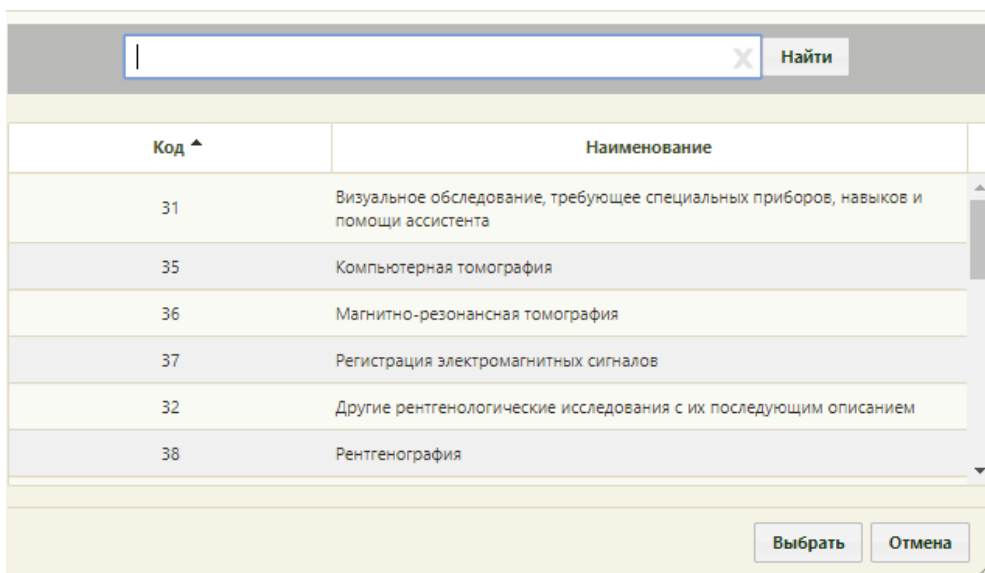 Найти
Код Наименование
31 Визуальное обследование, требующее специальных приборов, навыков и
помощи ассистента
35 Компьютерная томография
36 Магнитно-резонансная томография
37 Регистрация электромагнитных сигналов
32 Другие рентгенологические исследования с их последующим описанием
38 Рентгенография
Выбрать Отмена